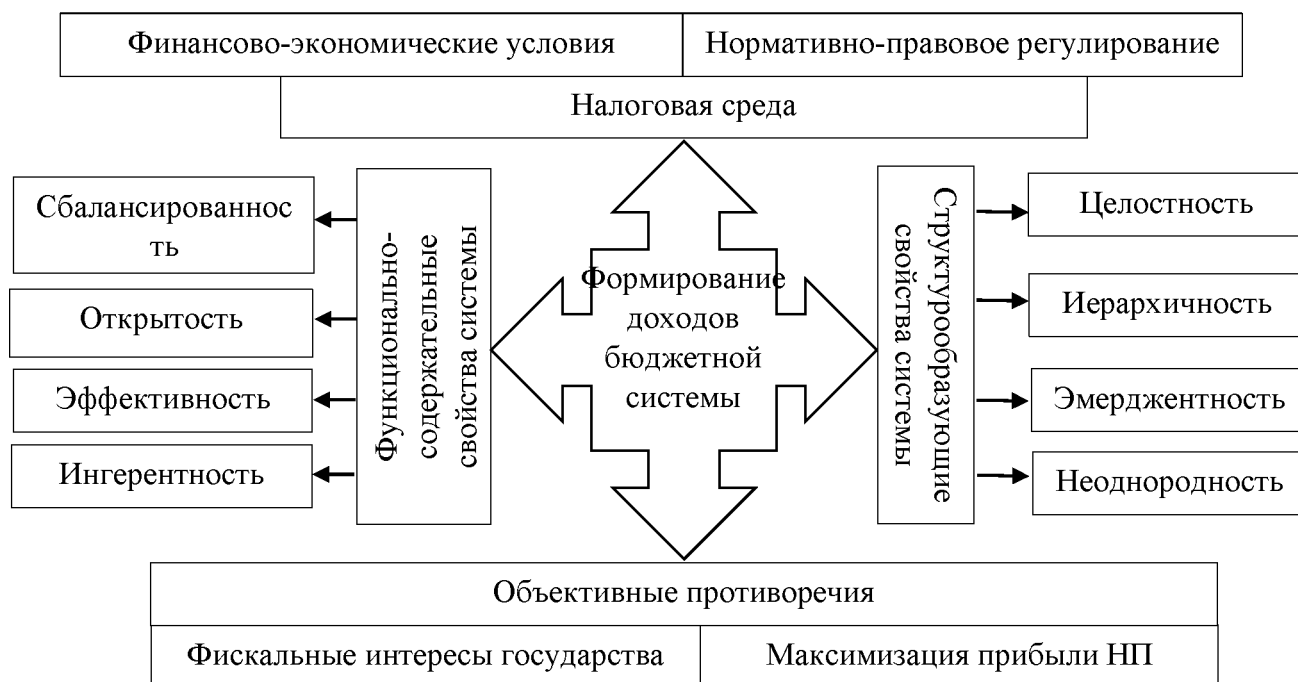 Финансово-экономические условия
Нормативно-правовое регулирование
Налоговая среда
Сбалансированнос
ть
Открытость
Эффективность
Ингерентность
Функционально-
содержательные
свойства системы
Формирование
доходов
бюджетной
системы
Структурообразующие
свойства системы
Целостность
Иерархичность
Эмерджентность
Неоднородность
Объективные противоречия
Фискальные интересы государства
Максимизация прибыли НП